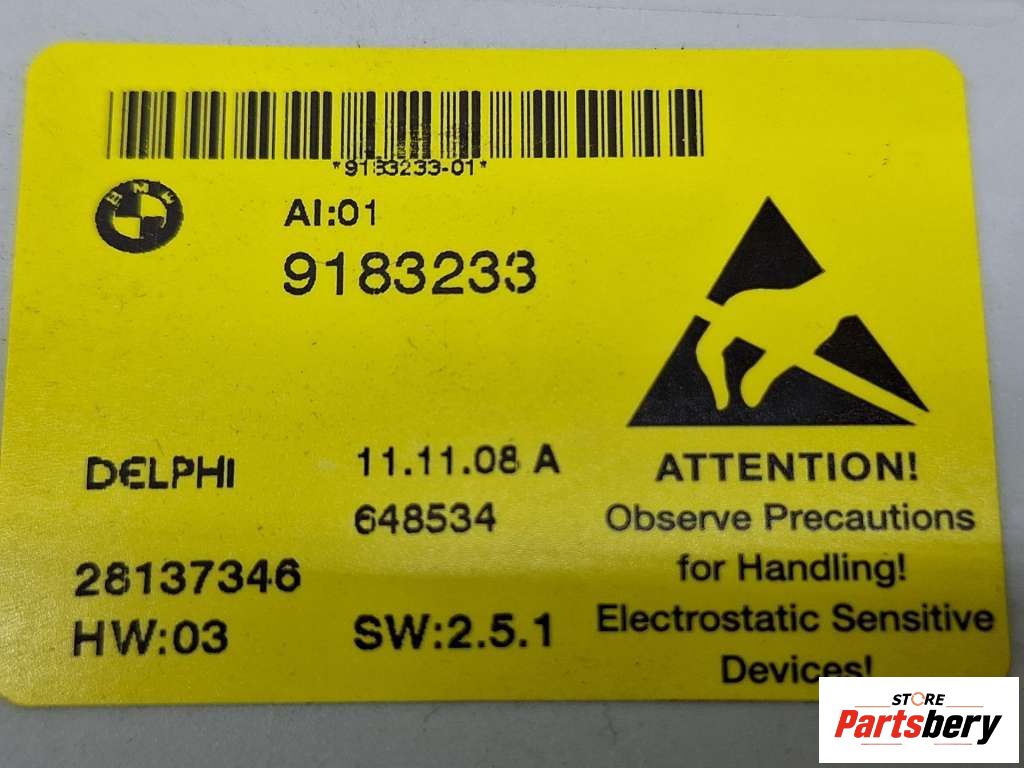 *9183233-01*
BMW
AI:01
9183233
DELPHI
11.11.08 A
648534
28137346
HW:03
SW:2.5.1
ATTENTION!
Observe Precautions
for Handling!
Electrostatic Sensitive
Devices!
STORE
Partsbery